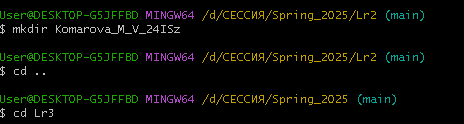 User@DESKTOP-G5JFFBD MINGW64 /d/СЕССИЯ/Spring_2025/Lr2 (main)
$ mkdir Komarova_M_V_24ISz
User@DESKTOP-G5JFFBD MINGW64 /d/СЕССИЯ/Spring_2025/Lr2 (main)
$ cd ..
User@DESKTOP-G5JFFBD MINGW64 /d/СЕССИЯ/Spring_2025 (main)
$ cd Lr3